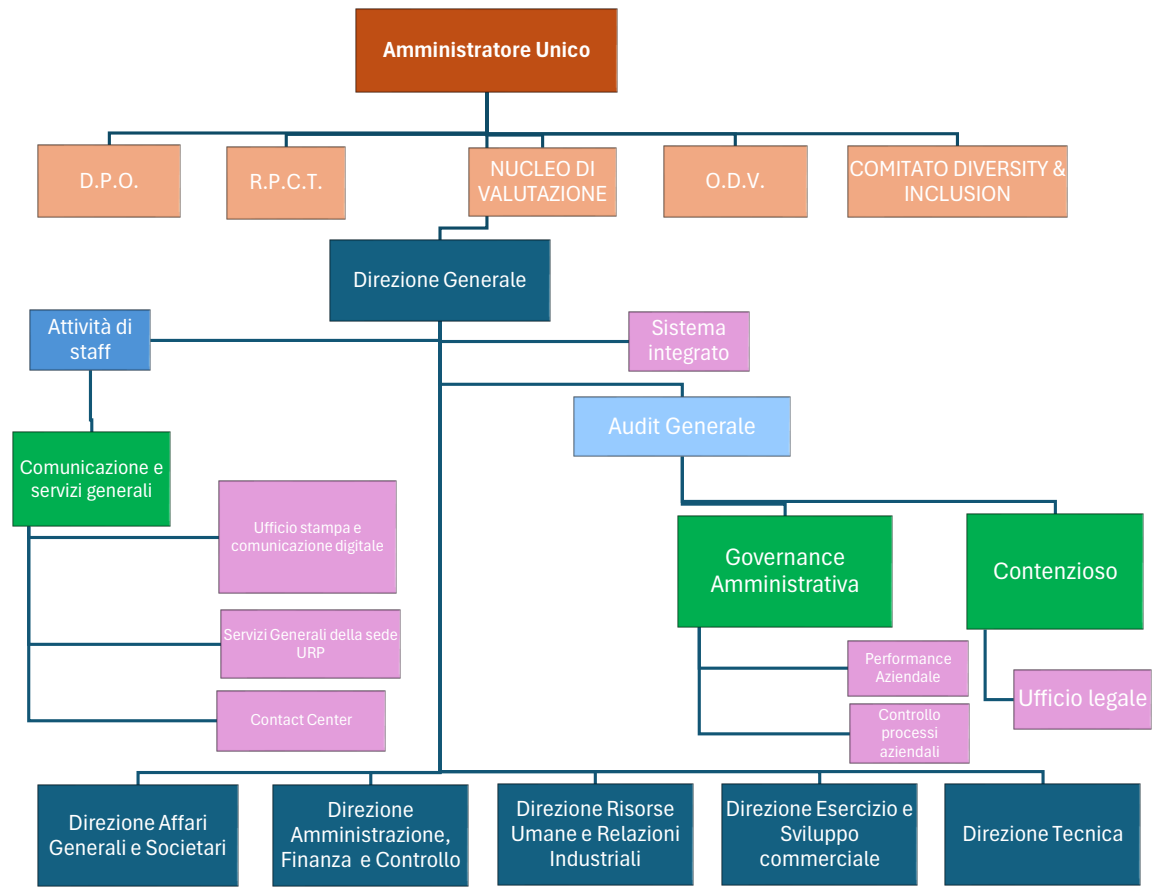 Amministratore Unico
D.P.O.
R.P.C.T.
NUCLEO DI
VALUTAZIONE
O.D.V.
COMITATO DIVERSITY &
INCLUSION
Direzione Generale
Attività di
staff
Sistema
integrato
Audit Generale
Comunicazione e
servizi generali
Ufficio stampa e
comunicazione digitale
Servizi Generali della sede
URP
Contact Center
Governance
Amministrativa
Contenzioso
Performance
Aziendale
Controllo
processi
aziendali
Ufficio legale
Direzione Affari
Generali e Societari
Direzione
Amministrazione,
Finanza e Controllo
Direzione Risorse
Umane e Relazioni
Industriali
Direzione Esercizio e
Sviluppo
commerciale
Direzione Tecnica